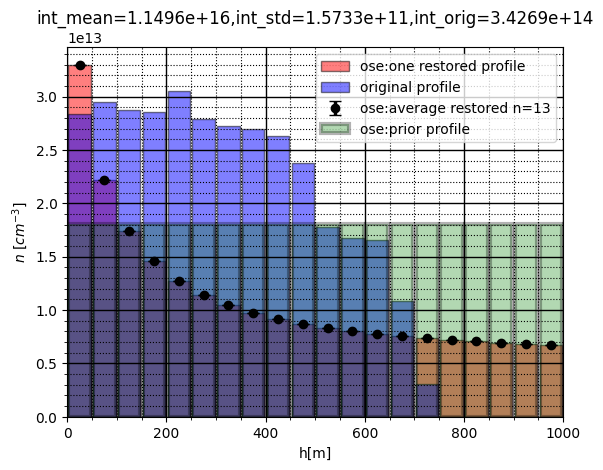 int_mean=1.1496e+16,int_std=1.5733e+11,int_orig=3.4269e+14
1e13
ose:one restored profile
original profile
ose:average restored n=13
ose:prior profile
3.0
2.5
2.0
1.5
1.0
0.5
0.0
n [cm⁻³]
0 200 400 600 800 1000
h[m]